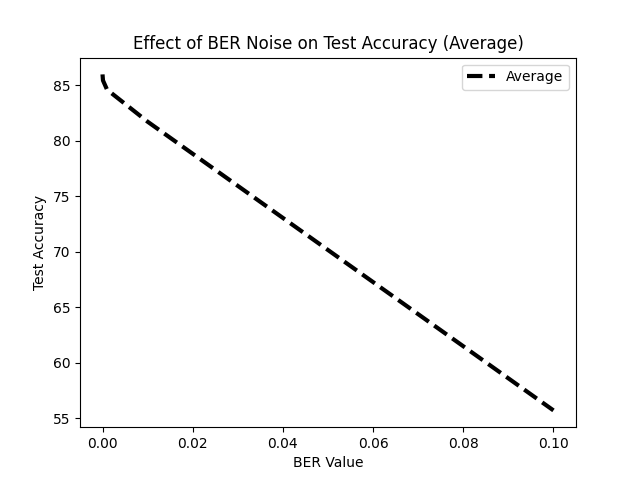 Effect of BER Noise on Test Accuracy (Average)
Average
85
80
75
70
65
60
55
Test Accuracy
0.00 0.02 0.04 0.06 0.08 0.10
BER Value